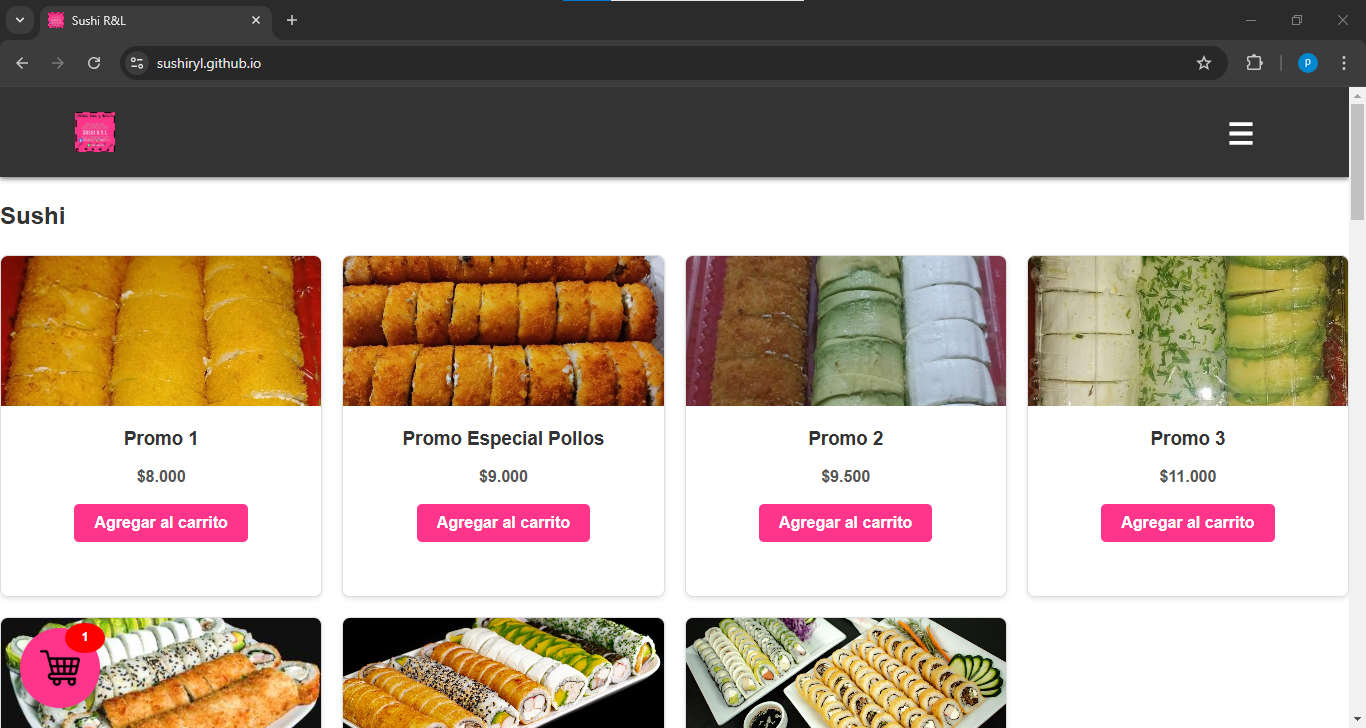 Sushi R&L
sushiryl.github.io
p
SUSHI R Y L
Sushi
Promo 1
$8.000
Agregar al carrito
Promo Especial Pollos
$9.000
Agregar al carrito
Promo 2
$9.500
Agregar al carrito
Promo 3
$11.000
Agregar al carrito
1